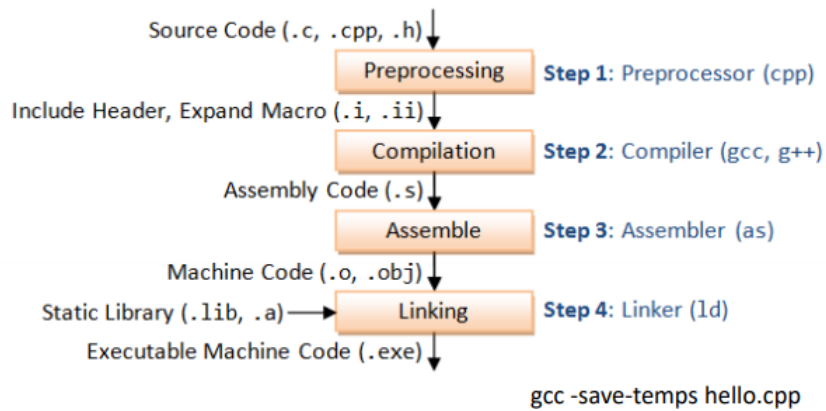 Source Code (.c, .cpp, .h)
Preprocessing
Step 1: Preprocessor (cpp)
Include Header, Expand Macro (.i, .ii)
Compilation
Step 2: Compiler (gcc, g++)
Assembly Code (.s)
Assemble
Step 3: Assembler (as)
Machine Code (.o, .obj)
Static Library (.lib, .a)
Linking
Step 4: Linker (ld)
Executable Machine Code (.exe)
gcc -save-temps hello.cpp